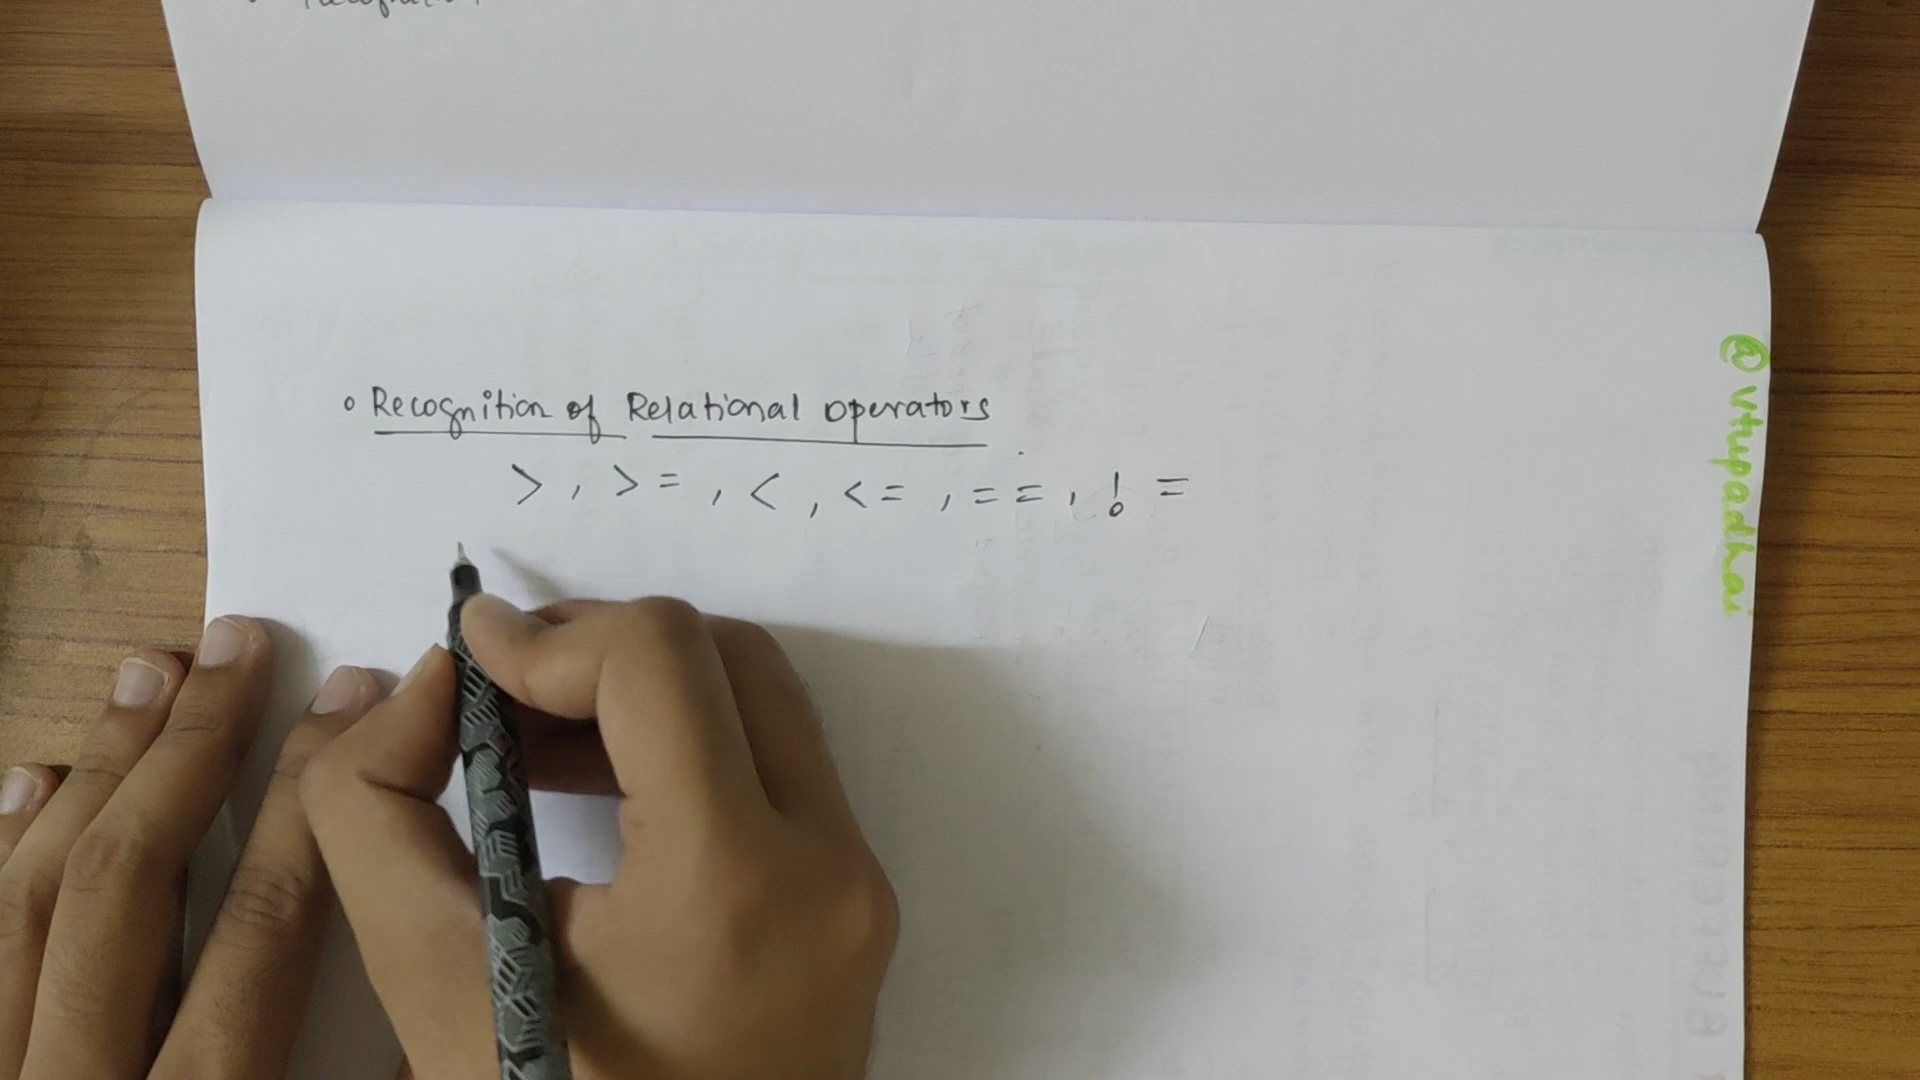 • Recognition of Relational operators
>, >=, <, <=, ==, !=
@vtupadhai